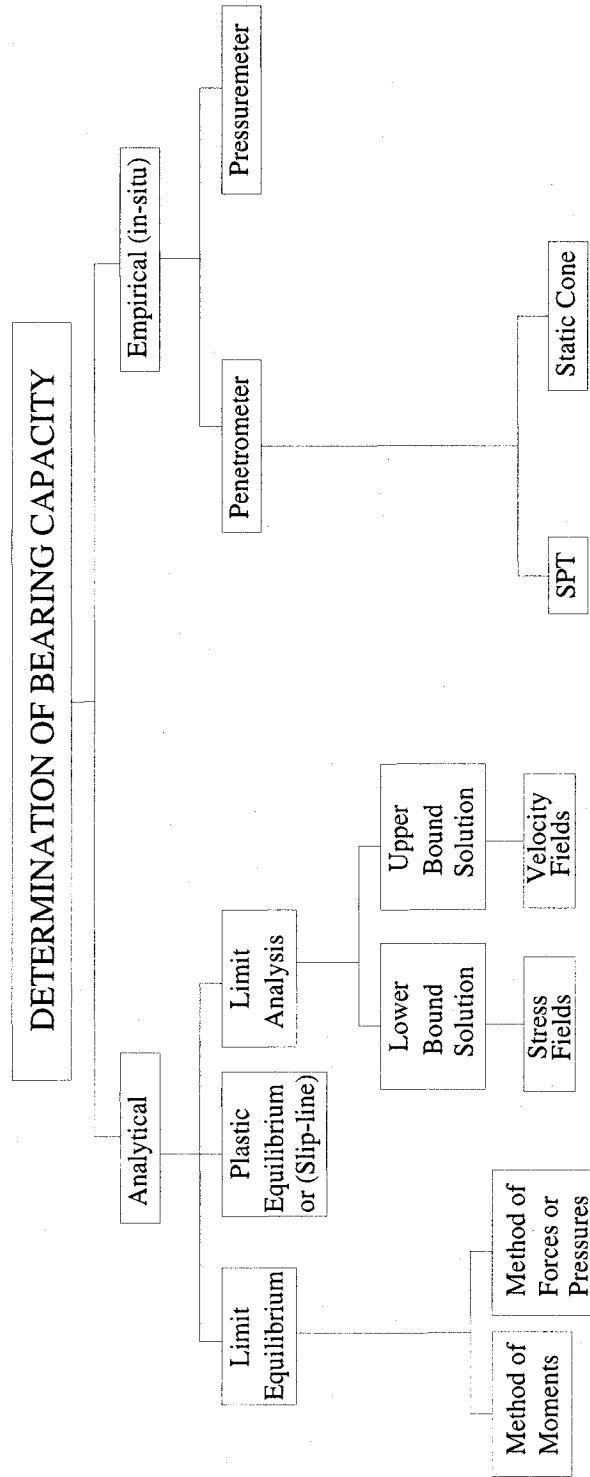 DETERMINATION OF BEARING CAPACITY
Analytical
Empirical (in-situ)
Limit
Equilibrium
Plastic
Equilibrium
or (Slip-line)
Limit
Analysis
Penetrometer
Pressuremeter
Lower
Bound
Solution
Upper
Bound
Solution
Method of
Moments
Method of
Forces or
Pressures
Stress
Fields
Velocity
Fields
SPT
Static Cone